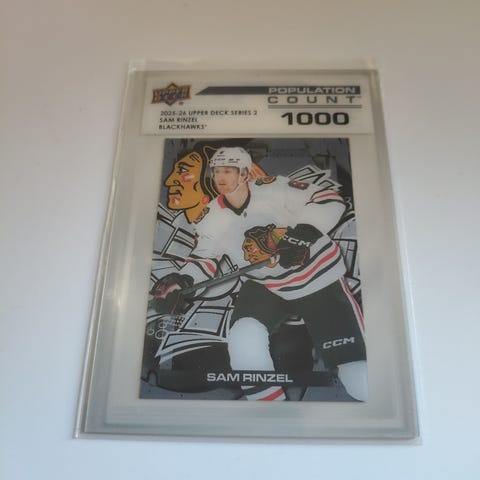 UPPER DECK
POPULATION
COUNT
2025-26 UPPER DECK SERIES 2
SAM RINZEL
BLACKHAWKS
1000
CCM
CCM
SAM RINZEL